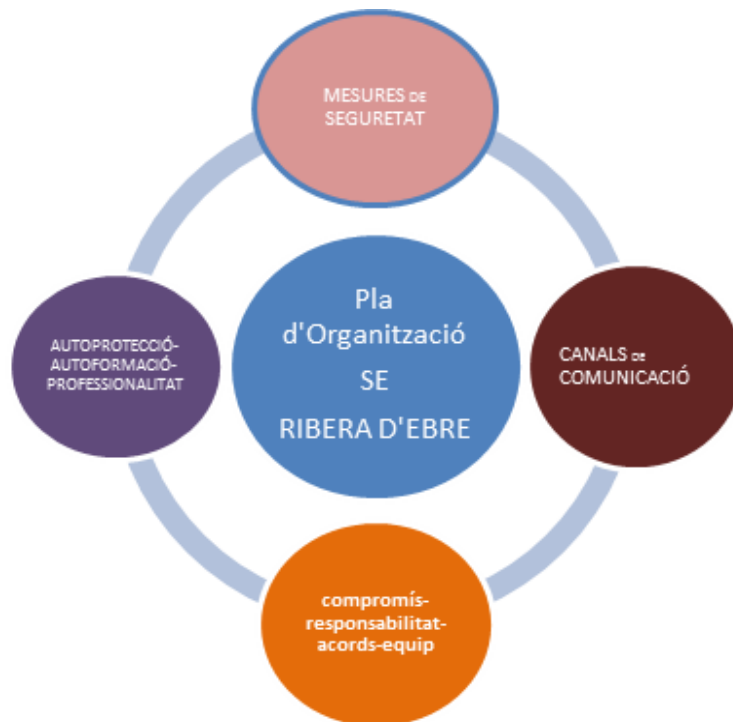 MESURES DE
SEGURETAT
Pla
d'Organització
SE
RIBERA D'EBRE
AUTOPROTECCIÓ-
AUTOFORMACIÓ-
PROFESSIONALITAT
CANALS de
COMUNICACIÓ
compromís-
responsabilitat-
acords-equip